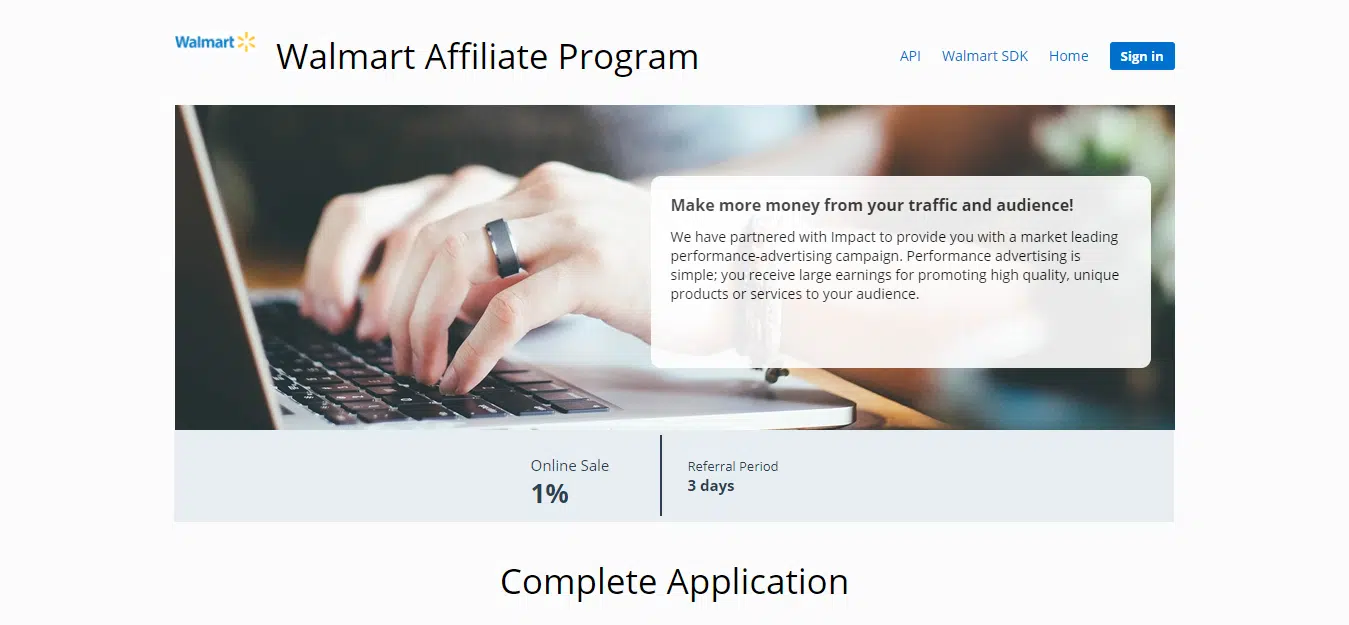 Walmart
Walmart Affiliate Program
API Walmart SDK Home Sign in
Make more money from your traffic and audience!
We have partnered with Impact to provide you with a market leading
performance-advertising campaign. Performance advertising is
simple; you receive large earnings for promoting high quality, unique
products or services to your audience.
Online Sale
1%
Referral Period
3 days
Complete Application